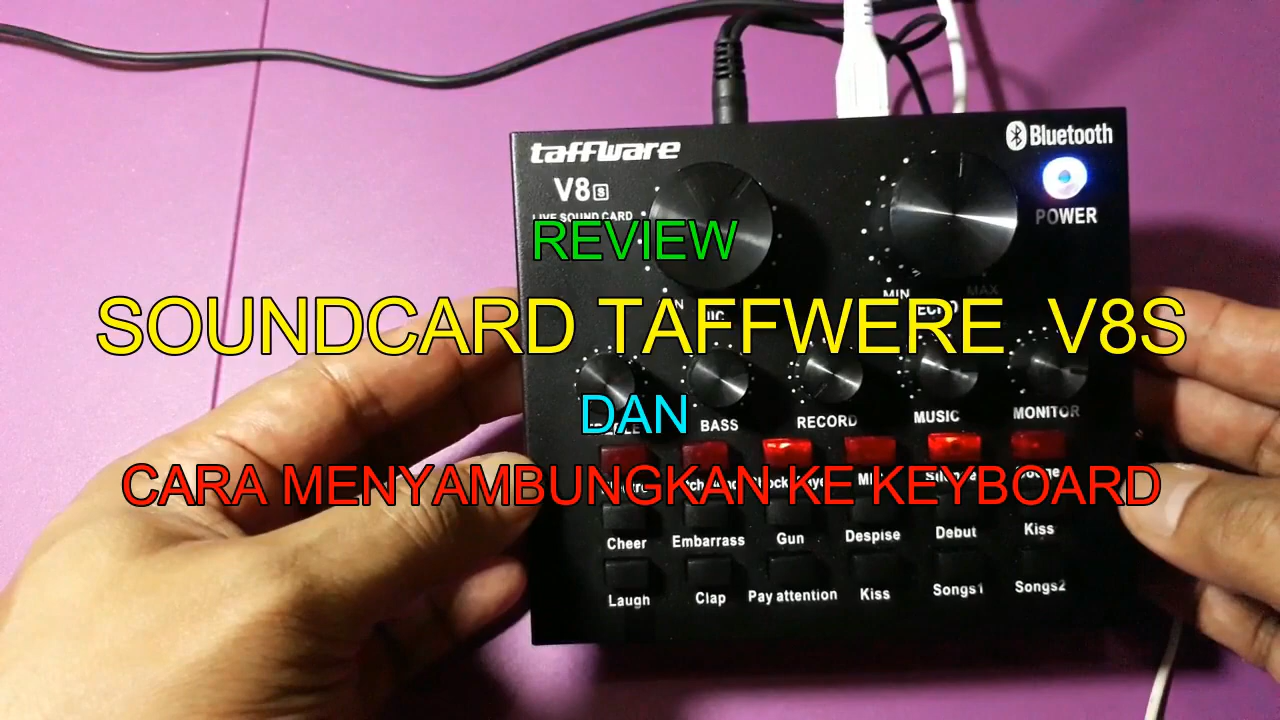 taffware
Bluetooth
V8 S
LIVE SOUND CARD
POWER
REVIEW
MIN
MAX
SOUNDCARD TAFFWERE V8S
DAN
BASS
RECORD
MUSIC
MONITOR
CARA MENYAMBUNGKAN KE KEYBOARD
Cheer
Embarrass
Gun
Despise
Debut
Kiss
Laugh
Clap
Pay attention
Kiss
Songs1
Songs2